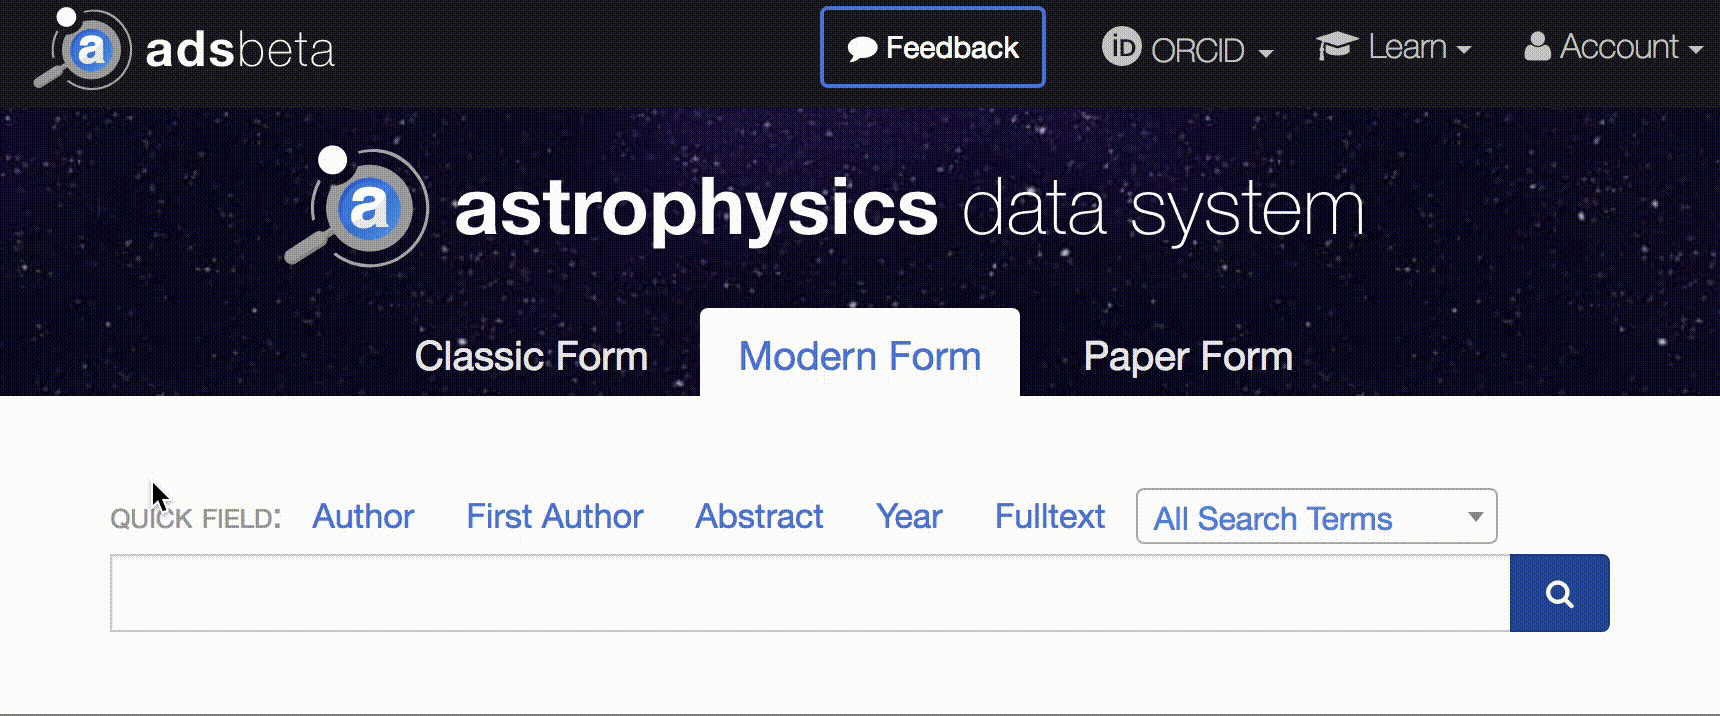 a adsbeta Feedback iD ORCID Learn Account
a astrophysics data system
Classic Form Modern Form Paper Form
QUICK FIELD: Author First Author Abstract Year Fulltext All Search Terms